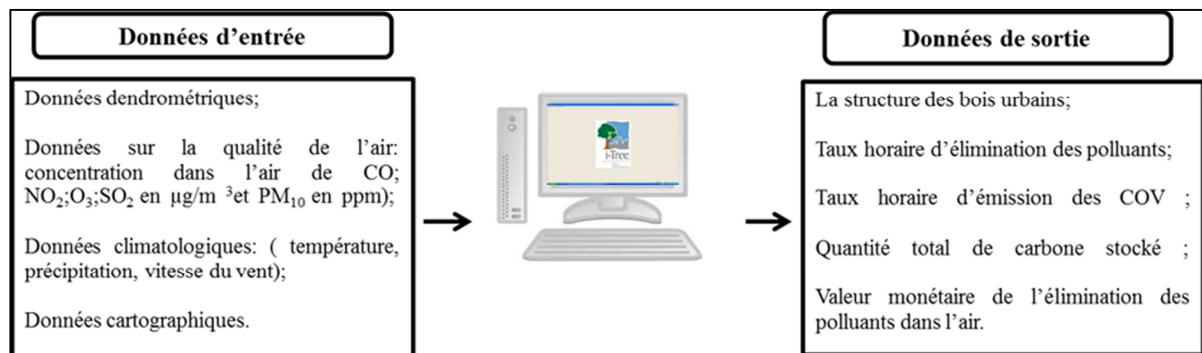 Données d'entrée
Données dendrométriques;
Données sur la qualité de l'air:
concentration dans l'air de CO;
NO₂;O₃;SO₂ en µg/m ³et PM₁₀ en ppm);
Données climatologiques: ( température,
précipitation, vitesse du vent);
Données cartographiques.
i-Tree
Données de sortie
La structure des bois urbains;
Taux horaire d'élimination des polluants;
Taux horaire d'émission des COV ;
Quantité total de carbone stocké ;
Valeur monétaire de l'élimination des
polluants dans l'air.